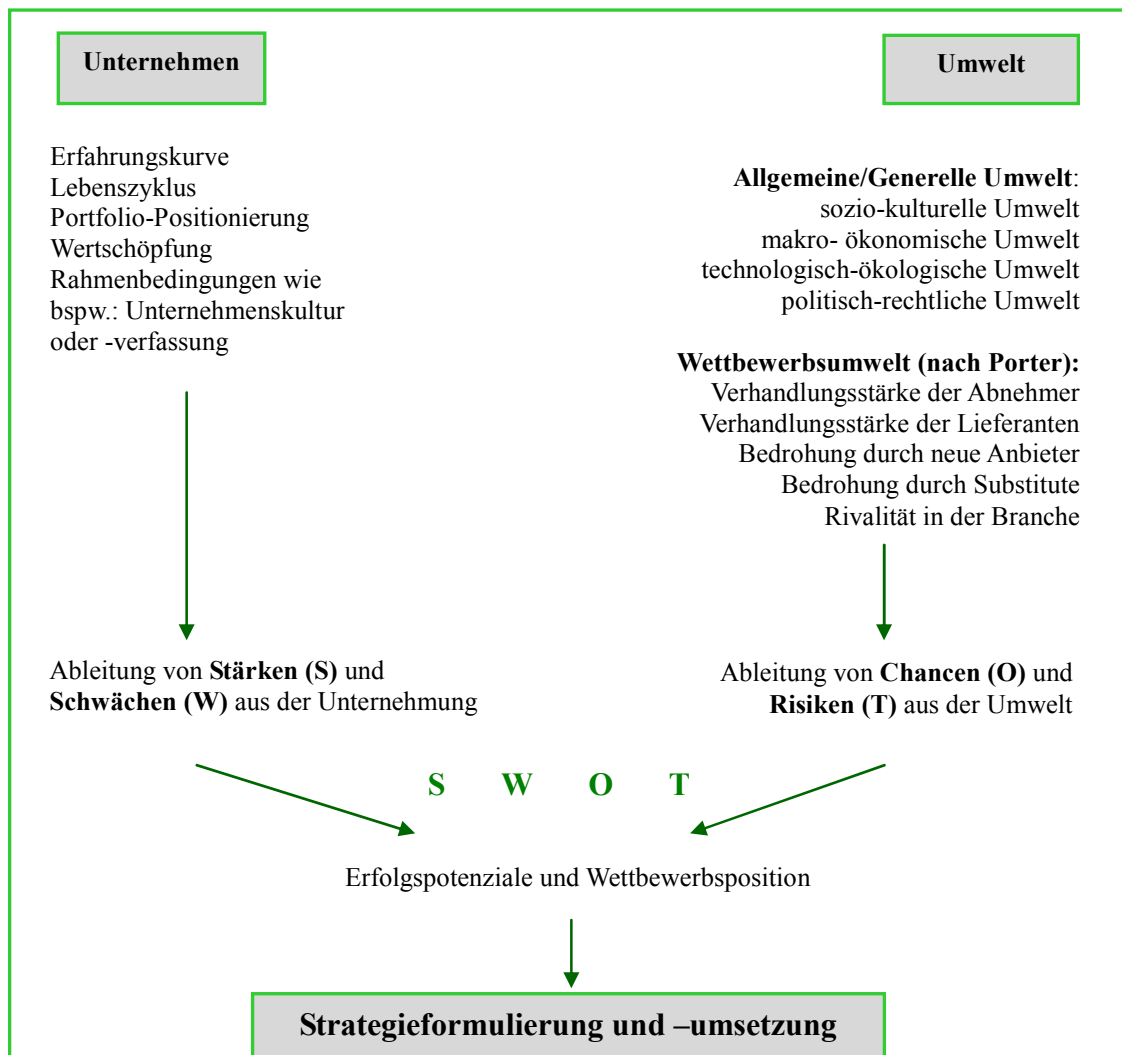 Unternehmen
Umwelt
Erfahrungskurve
Lebenszyklus
Portfolio-Positionierung
Wertschöpfung
Rahmenbedingungen wie
bspw.: Unternehmenskultur
oder -verfassung
Allgemeine/Generelle Umwelt:
sozio-kulturelle Umwelt
makro- ökonomische Umwelt
technologisch-ökologische Umwelt
politisch-rechtliche Umwelt
Wettbewerbsumwelt (nach Porter):
Verhandlungsstärke der Abnehmer
Verhandlungsstärke der Lieferanten
Bedrohung durch neue Anbieter
Bedrohung durch Substitute
Rivalität in der Branche
Ableitung von Stärken (S) und
Schwächen (W) aus der Unternehmung
Ableitung von Chancen (O) und
Risiken (T) aus der Umwelt
S W O T
Erfolgspotenziale und Wettbewerbsposition
Strategieformulierung und –umsetzung